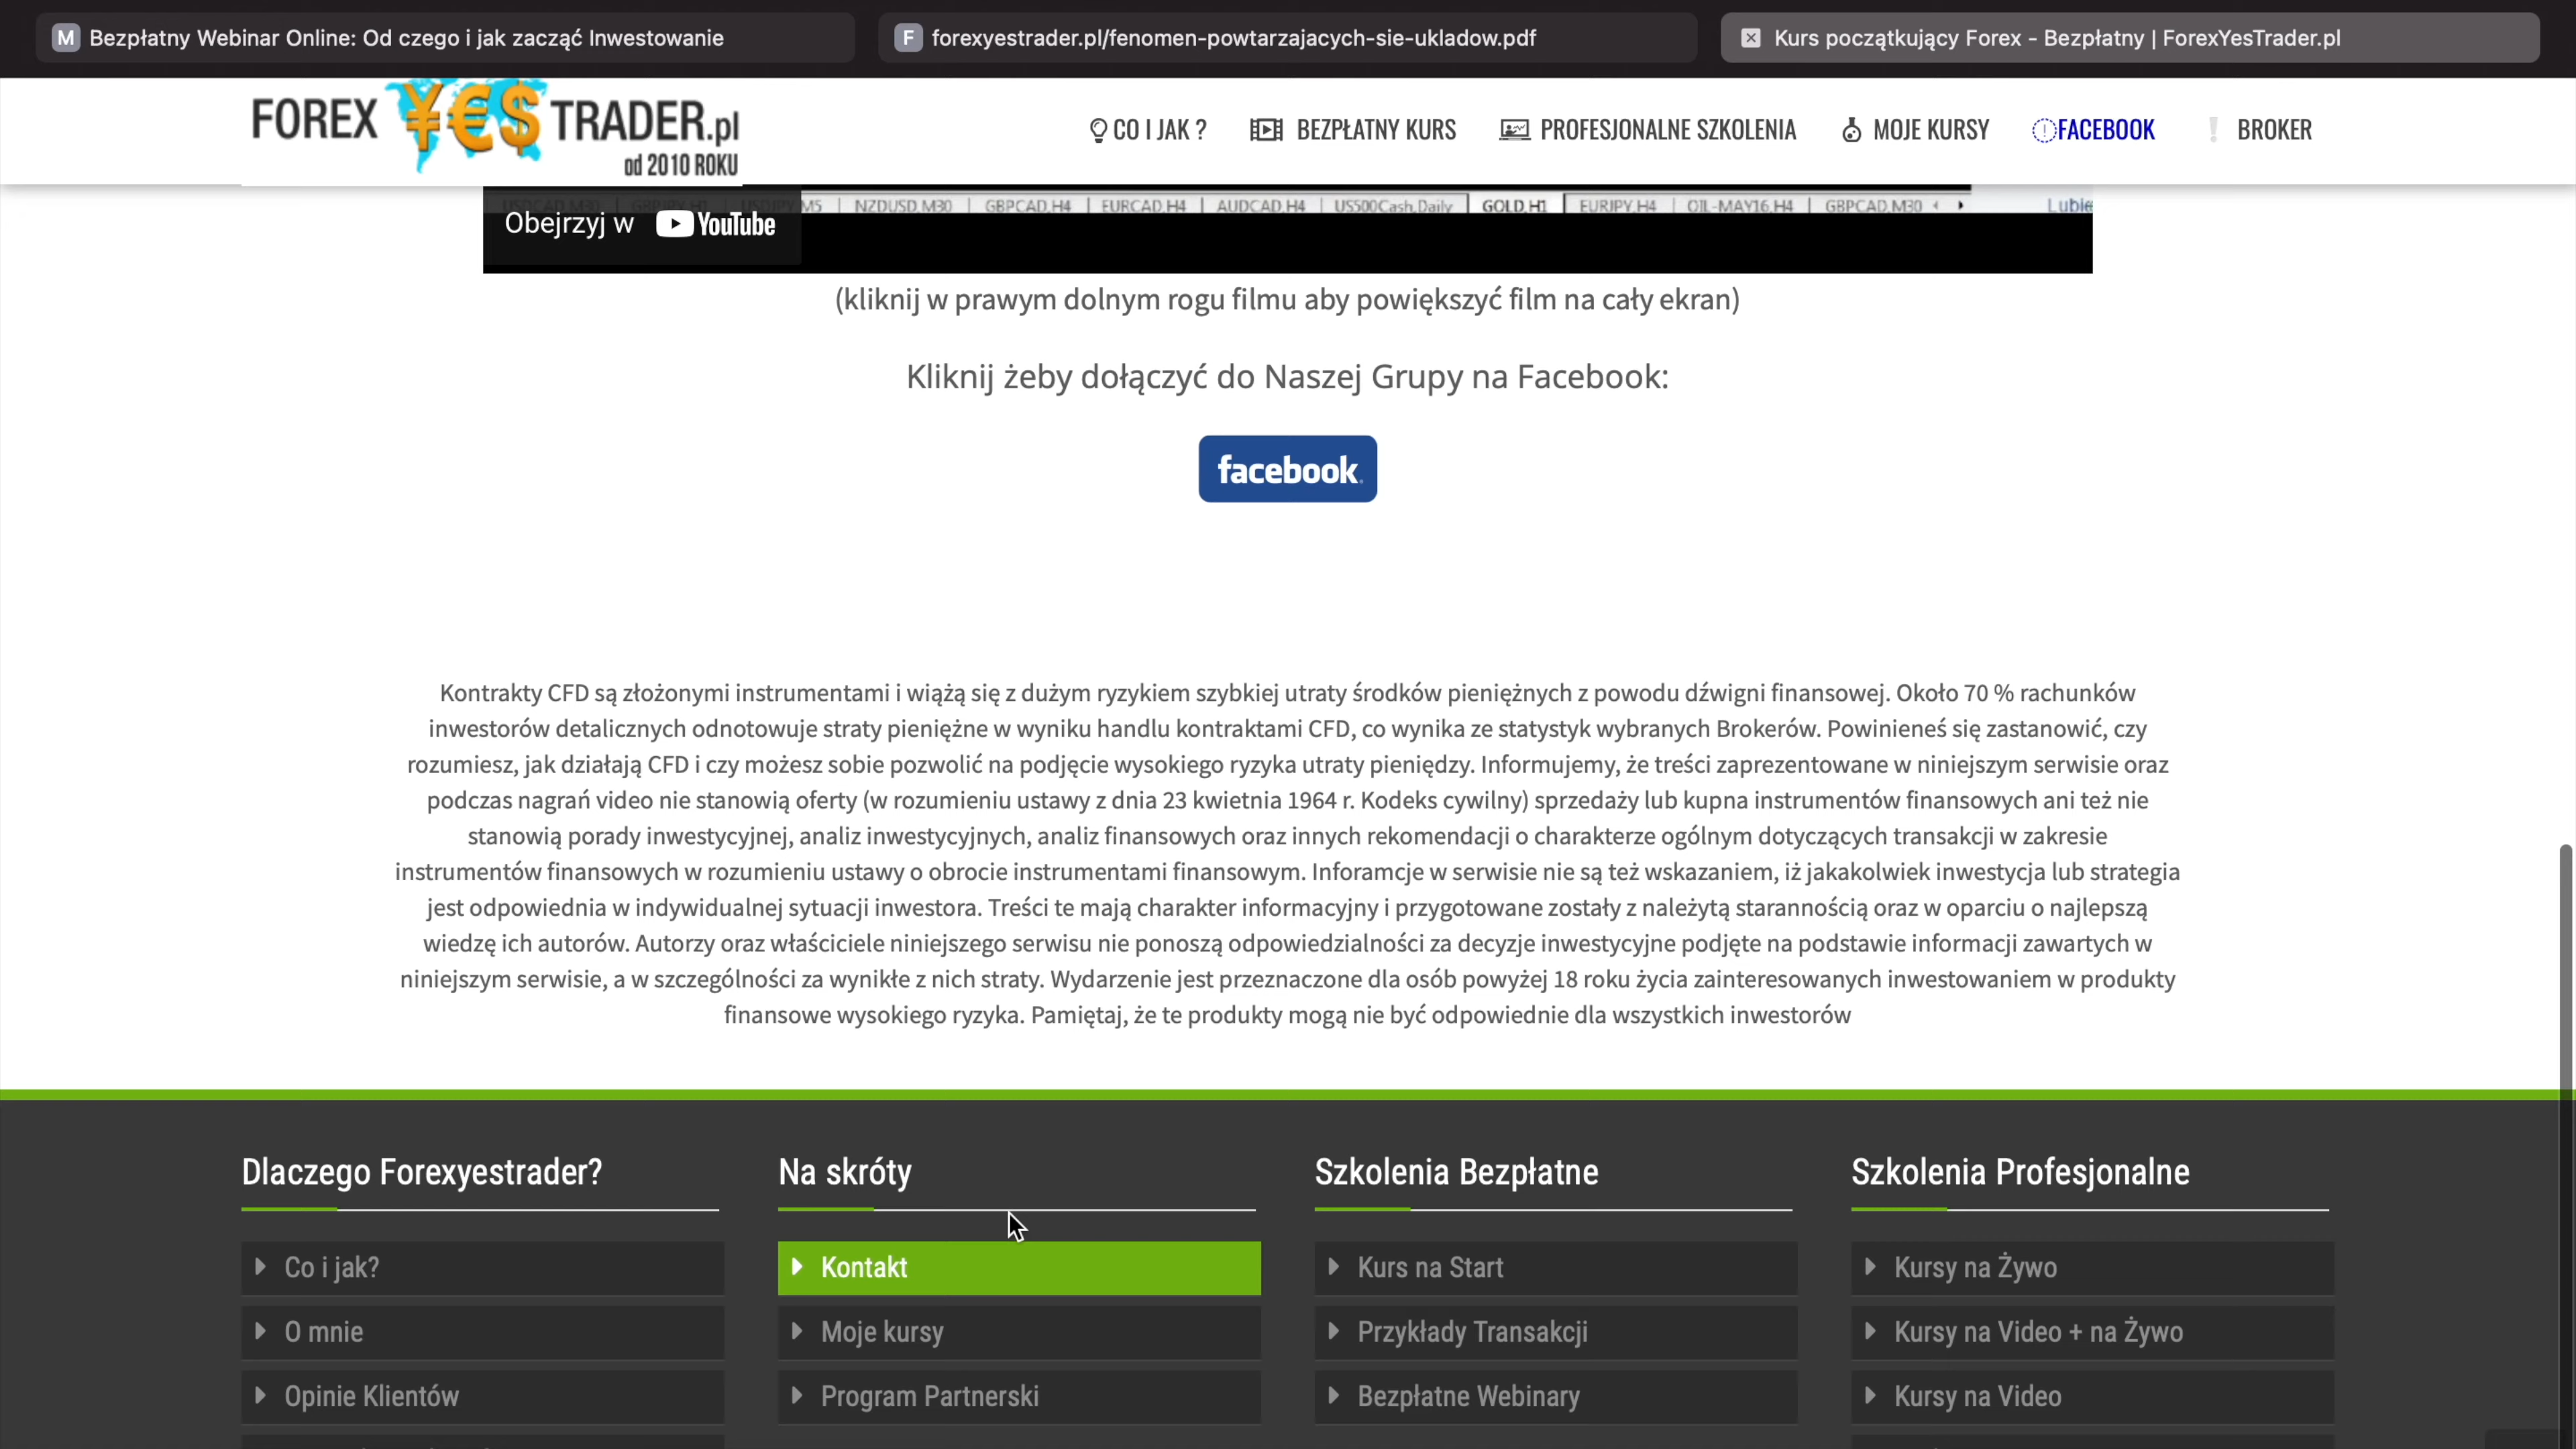 Bezpłatny Webinar Online: Od czego i jak zacząć Inwestowanie
forexyestrader.pl/fenomen-powtarzajacych-sie-ukladow.pdf
Kurs początkujący Forex - Bezpłatny | ForexYesTrader.pl
FOREX ¥€$ TRADER.pl
od 2010 ROKU
CO I JAK ?
BEZPŁATNY KURS
PROFESJONALNE SZKOLENIA
MOJE KURSY
FACEBOOK
BROKER
M5 | NZDUSD,M30 | GBPCAD,H4 | EURCAD,H4 | AUDCAD,H4 | US500Cash,Daily | GOLD,H1 | EURJPY,H4 | OIL-MAY16,H4 | GBPCAD,M30
Obejrzyj w YouTube
(kliknij w prawym dolnym rogu filmu aby powiększyć film na cały ekran)
Kliknij żeby dołączyć do Naszej Grupy na Facebook:
facebook.
Kontrakty CFD są złożonymi instrumentami i wiążą się z dużym ryzykiem szybkiej utraty środków pieniężnych z powodu dźwigni finansowej. Około 70 % rachunków
inwestorów detalicznych odnotowuje straty pieniężne w wyniku handlu kontraktami CFD, co wynika ze statystyk wybranych Brokerów. Powinieneś się zastanowić, czy
rozumiesz, jak działają CFD i czy możesz sobie pozwolić na podjęcie wysokiego ryzyka utraty pieniędzy. Informujemy, że treści zaprezentowane w niniejszym serwisie oraz
podczas nagrań video nie stanowią oferty (w rozumieniu ustawy z dnia 23 kwietnia 1964 r. Kodeks cywilny) sprzedaży lub kupna instrumentów finansowych ani też nie
stanowią porady inwestycyjnej, analiz inwestycyjnych, analiz finansowych oraz innych rekomendacji o charakterze ogólnym dotyczących transakcji w zakresie
instrumentów finansowych w rozumieniu ustawy o obrocie instrumentami finansowym. Inforamcje w serwisie nie są też wskazaniem, iż jakakolwiek inwestycja lub strategia
jest odpowiednia w indywidualnej sytuacji inwestora. Treści te mają charakter informacyjny i przygotowane zostały z należytą starannością oraz w oparciu o najlepszą
wiedzę ich autorów. Autorzy oraz właściciele niniejszego serwisu nie ponoszą odpowiedzialności za decyzje inwestycyjne podjęte na podstawie informacji zawartych w
niniejszym serwisie, a w szczególności za wynikłe z nich straty. Wydarzenie jest przeznaczone dla osób powyżej 18 roku życia zainteresowanych inwestowaniem w produkty
finansowe wysokiego ryzyka. Pamiętaj, że te produkty mogą nie być odpowiednie dla wszystkich inwestorów
Dlaczego Forexyestrader?
Co i jak?
O mnie
Opinie Klientów
Na skróty
Kontakt
Moje kursy
Program Partnerski
Szkolenia Bezpłatne
Kurs na Start
Przykłady Transakcji
Bezpłatne Webinary
Szkolenia Profesjonalne
Kursy na Żywo
Kursy na Video + na Żywo
Kursy na Video